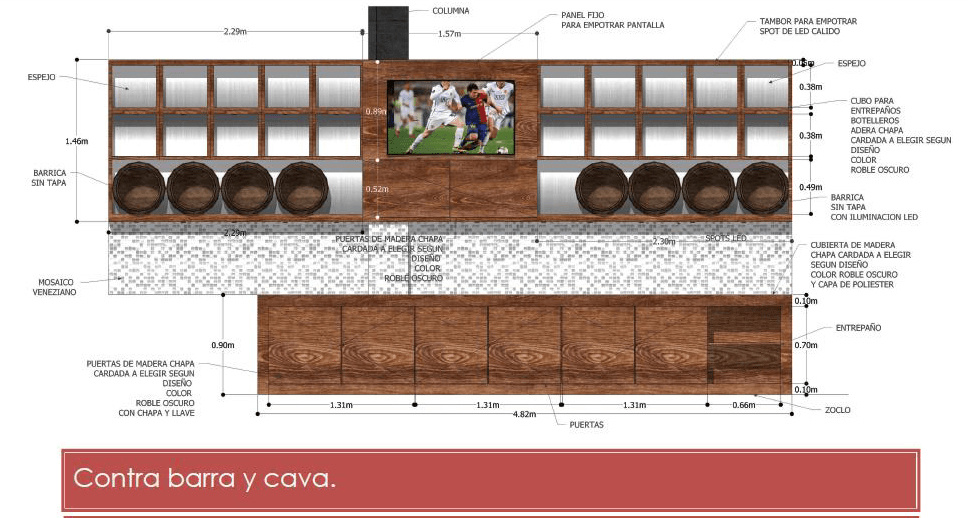 COLUMNA
PANEL FIJO
PARA EMPOTRAR PANTALLA
TAMBOR PARA EMPOTRAR
SPOT DE LED CALIDO
2.29m
1.57m
ESPEJO
ESPEJO
0.38m
0.89m
CUBO PARA
ENTREPAÑOS
BOTELLEROS
ADERA CHAPA
CARDADA A ELEGIR SEGUN
DISEÑO
COLOR
ROBLE OSCURO
0.38m
1.46m
BARRICA
SIN TAPA
0.52m
0.49m
BARRICA
SIN TAPA
CON ILUMINACION LED
2.29m
PUERTAS DE MADERA CHAPA
CARDADA A ELEGIR SEGUN
DISEÑO
COLOR
ROBLE OSCURO
2.30m
SPOTS LED
CUBIERTA DE MADERA
CHAPA CARDADA A ELEGIR
SEGUN DISEÑO
COLOR ROBLE OSCURO
Y CAPA DE POLIESTER
MOSAICO
VENEZIANO
0.10m
ENTREPAÑO
0.90m
0.70m
PUERTAS DE MADERA CHAPA
CARDADA A ELEGIR SEGUN
DISEÑO
COLOR
ROBLE OSCURO
CON CHAPA Y LLAVE
0.10m
1.31m
1.31m
1.31m
0.66m
4.82m
ZOCLO
PUERTAS
Contra barra y cava.